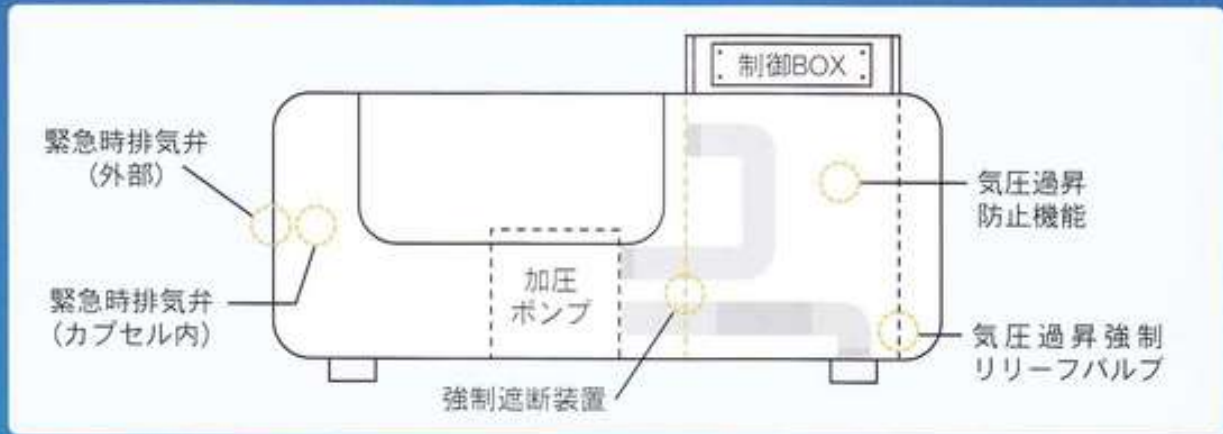 制御BOX
緊急時排気弁
(外部)
気圧過昇
防止機能
緊急時排気弁
(カプセル内)
加圧
ポンプ
気圧過昇強制
リリーフバルブ
強制遮断装置